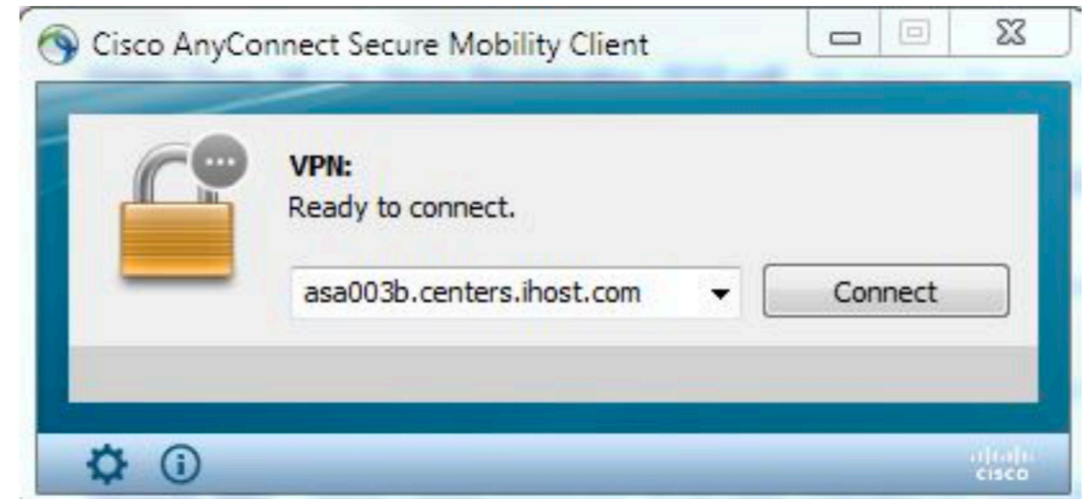 Cisco AnyConnect Secure Mobility Client
VPN:
Ready to connect.
asa003b.centers.ihost.com
Connect
CISCO